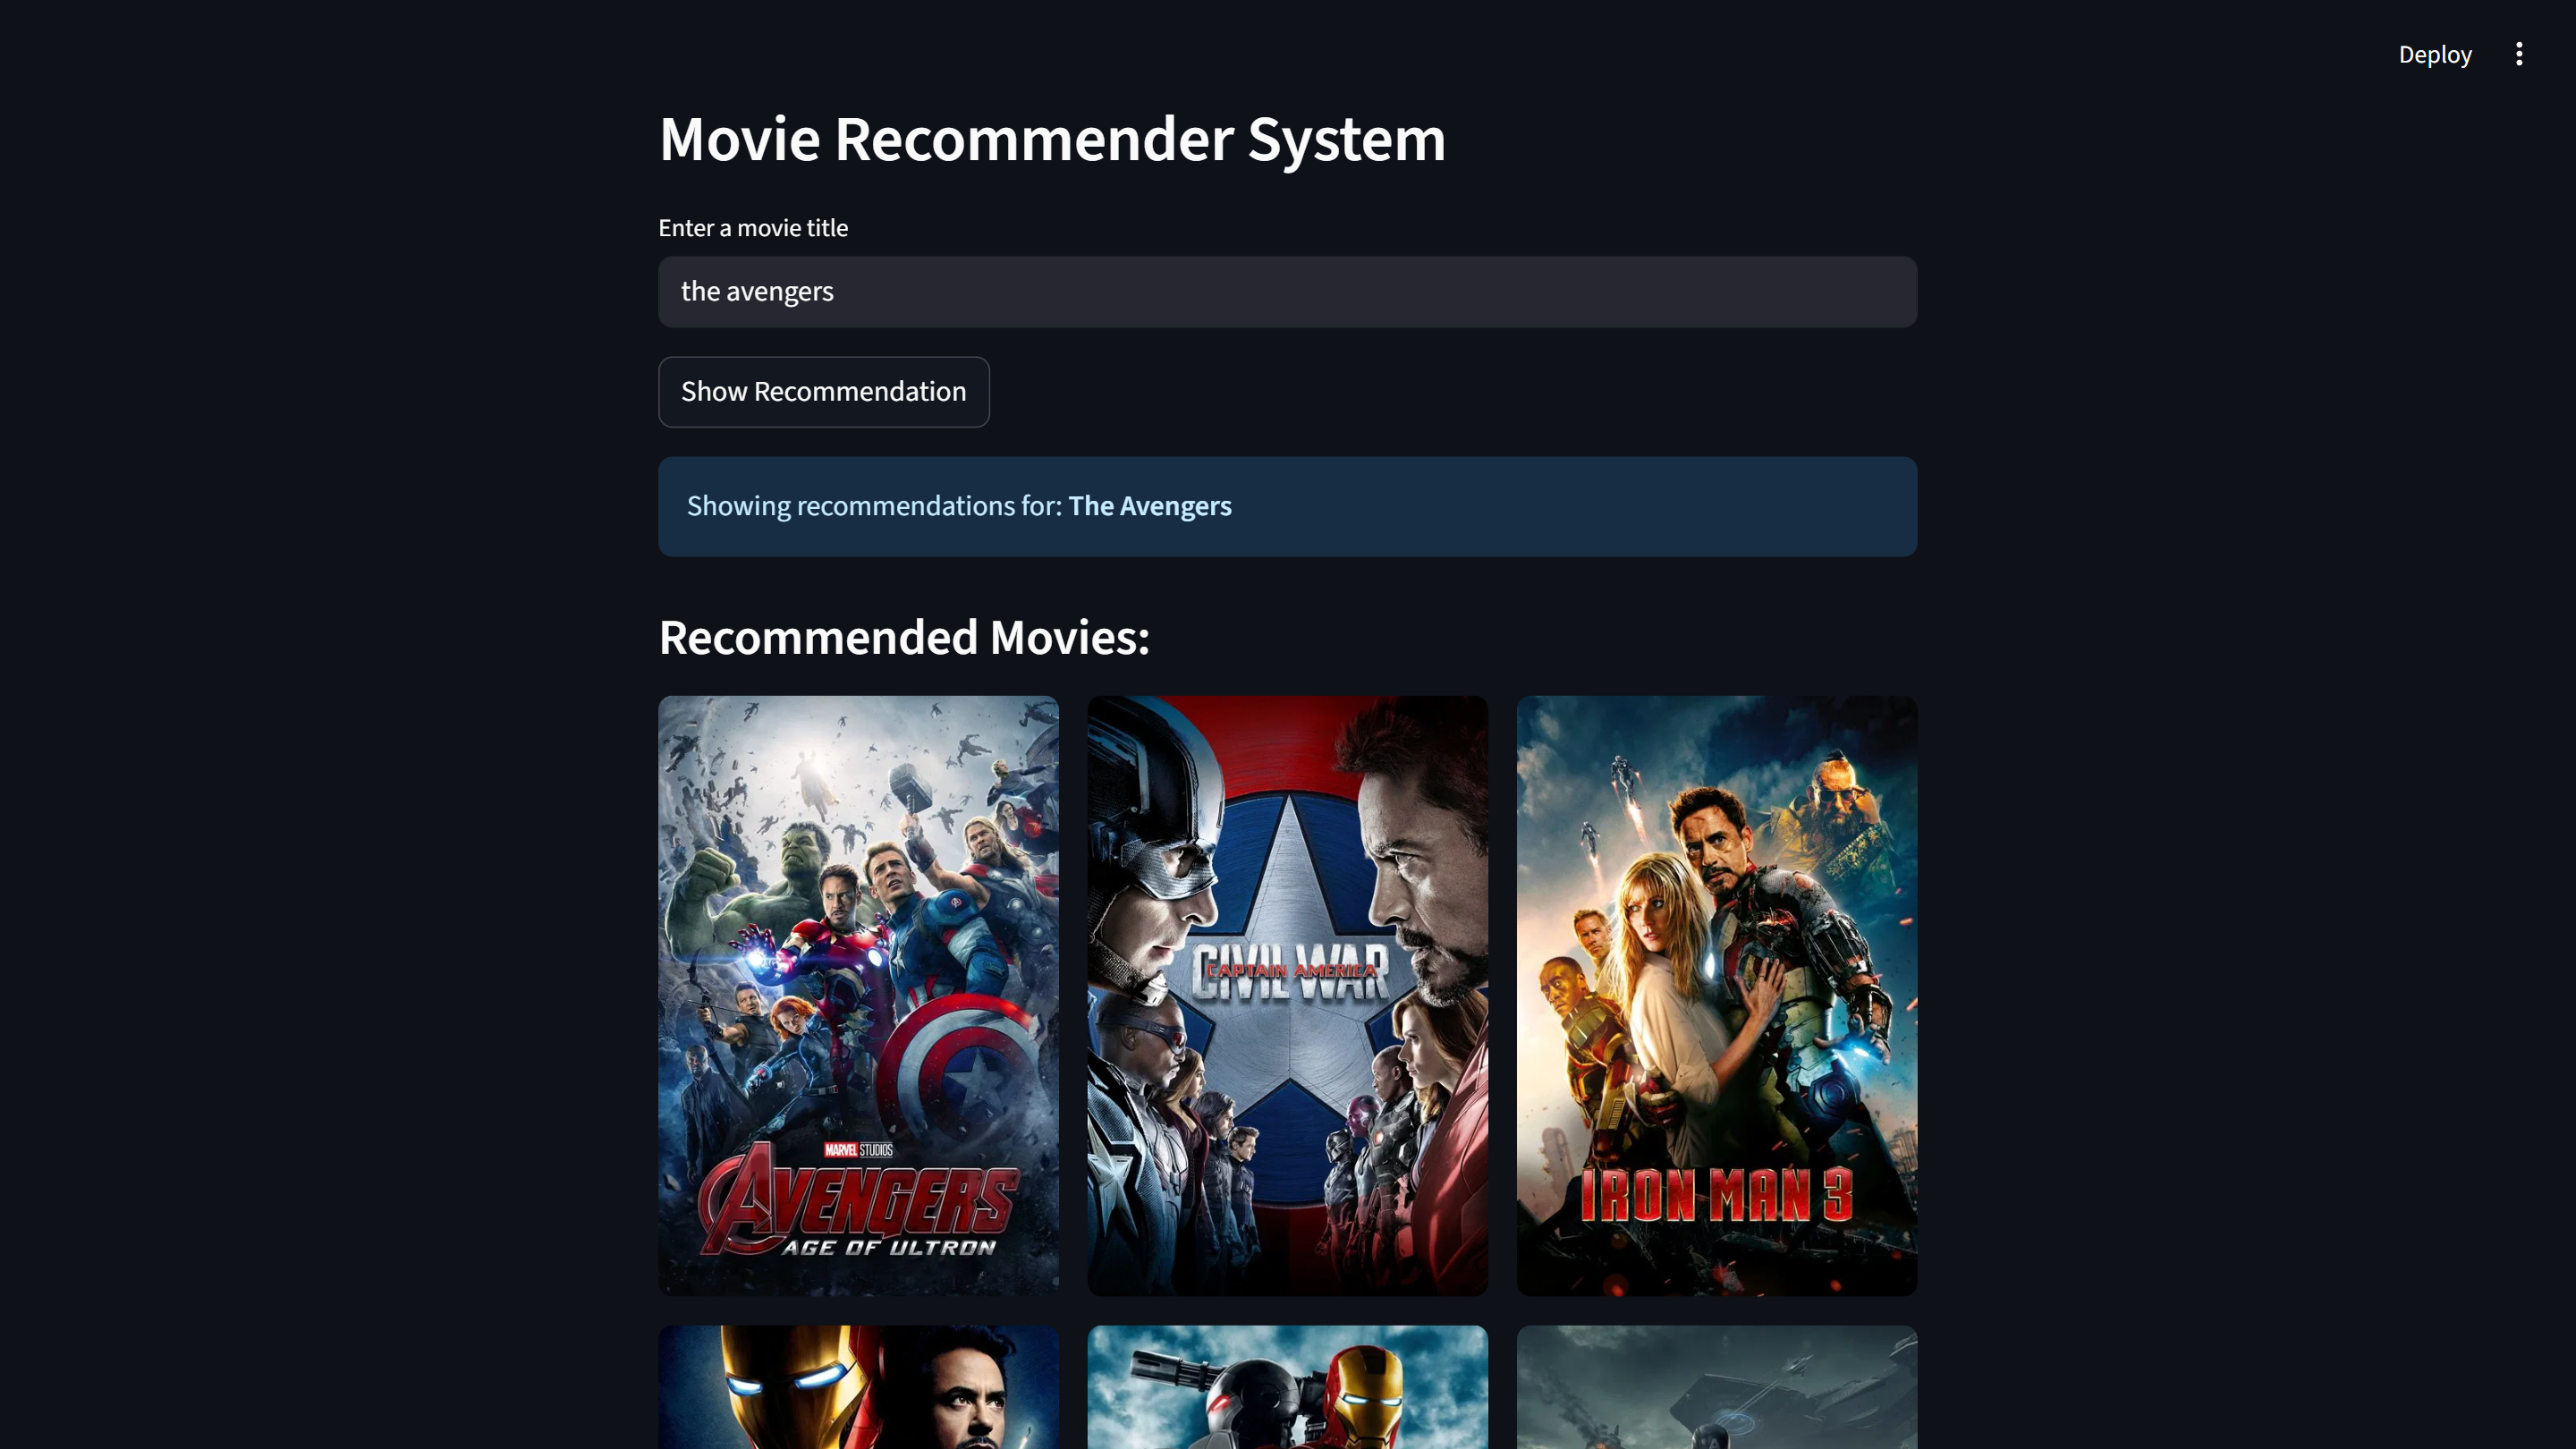 Deploy
Movie Recommender System
Enter a movie title
the avengers
Show Recommendation
Showing recommendations for: The Avengers
Recommended Movies:
CIVIL WAR
CAPTAIN AMERICA
MARVEL STUDIOS
AVENGERS
AGE OF ULTRON
IRON MAN 3